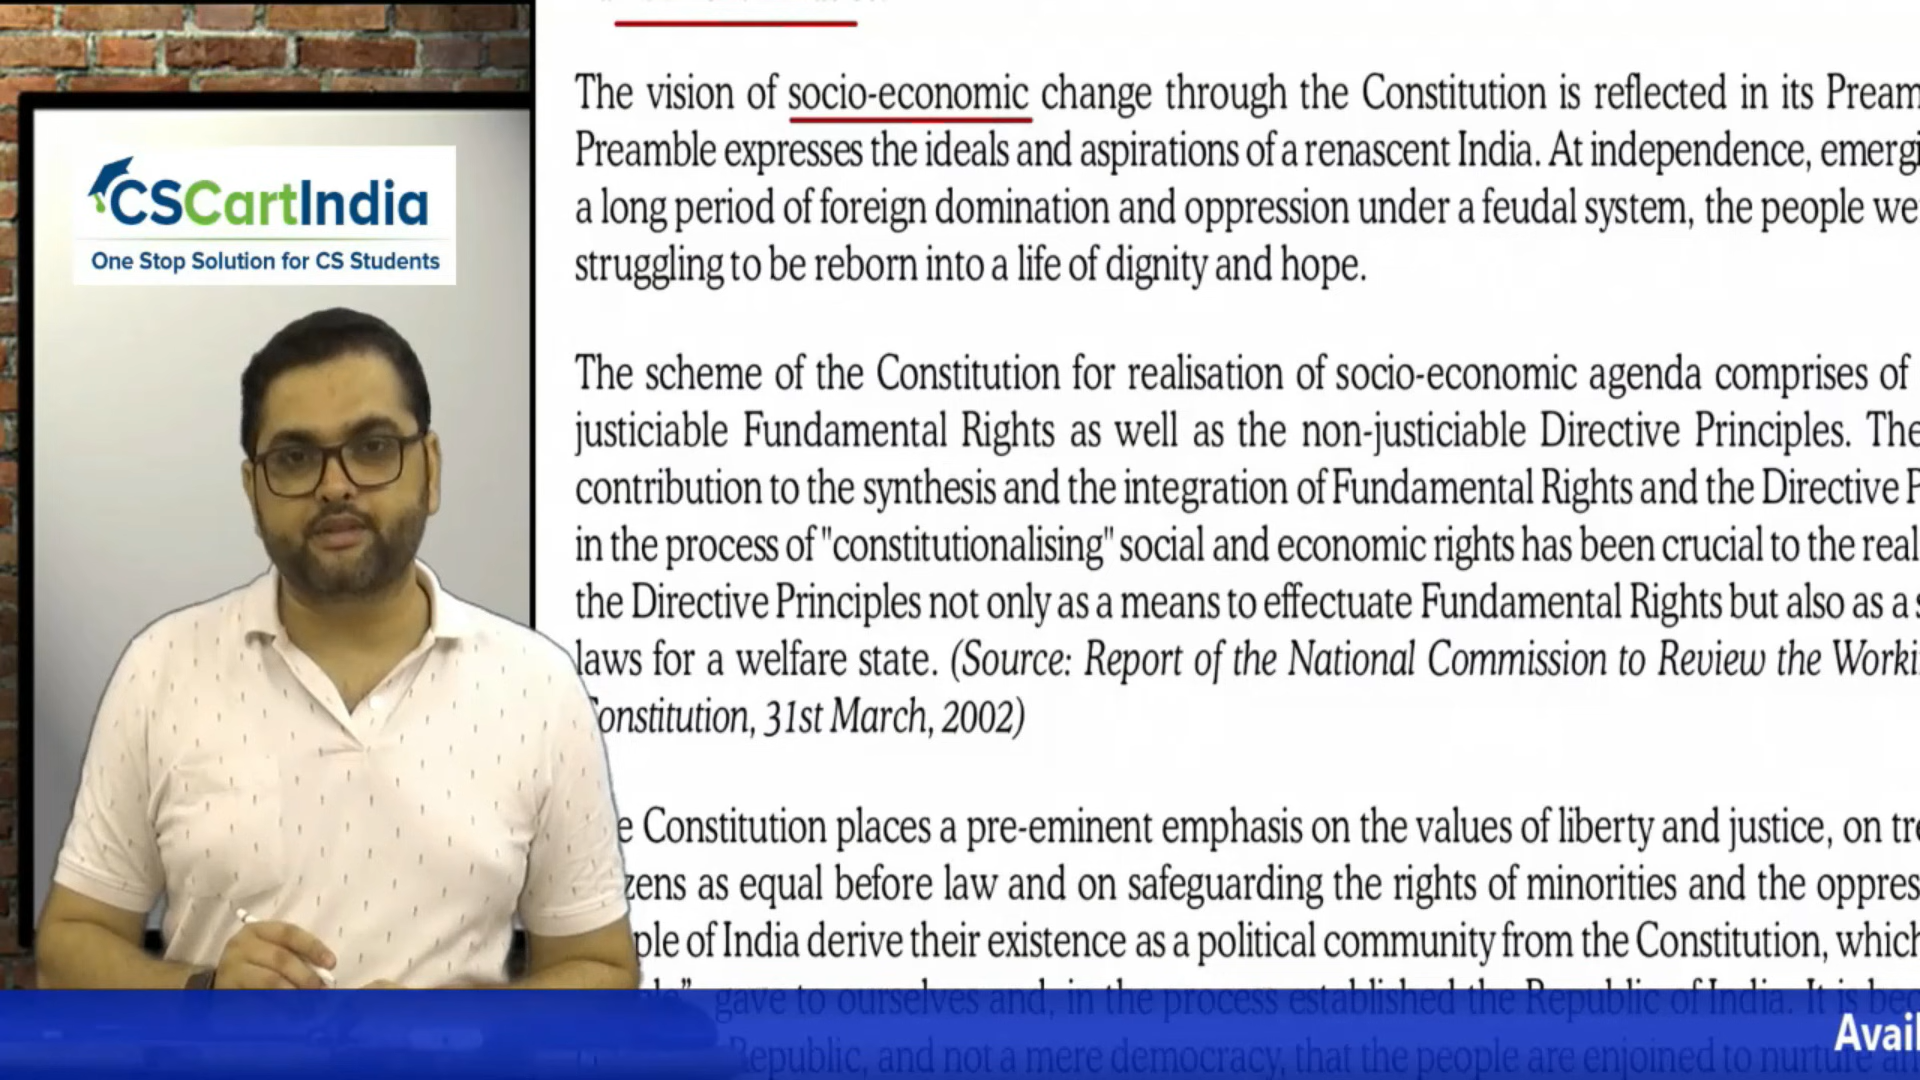 CSCartIndia
One Stop Solution for CS Students
The vision of socio-economic change through the Constitution is reflected in its Pream
Preamble expresses the ideals and aspirations of a renascent India. At independence, emergi
a long period of foreign domination and oppression under a feudal system, the people we
struggling to be reborn into a life of dignity and hope.
The scheme of the Constitution for realisation of socio-economic agenda comprises of
justiciable Fundamental Rights as well as the non-justiciable Directive Principles. The
contribution to the synthesis and the integration of Fundamental Rights and the Directive P
in the process of "constitutionalising" social and economic rights has been crucial to the real
the Directive Principles not only as a means to effectuate Fundamental Rights but also as a s
laws for a welfare state. (Source: Report of the National Commission to Review the Worki
onstitution, 31st March, 2002)
e Constitution places a pre-eminent emphasis on the values of liberty and justice, on tre
zens as equal before law and on safeguarding the rights of minorities and the oppres
ple of India derive their existence as a political community from the Constitution, which
gave to ourselves and, in the process established the Republic of India. It is bec
Republic, and not a mere democracy, that the people are enjoined to nurture an
Avail